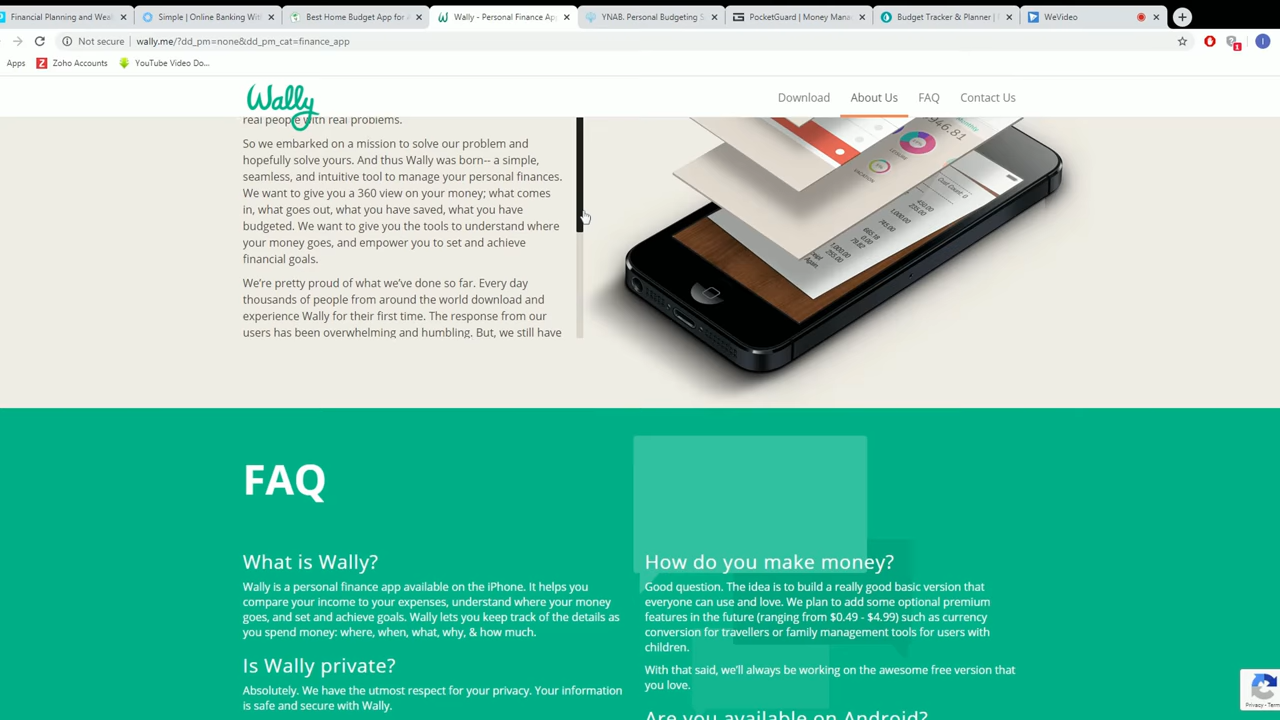 Financial Planning and Weal
Simple | Online Banking With
Best Home Budget App for A
Wally - Personal Finance App
YNAB. Personal Budgeting S
PocketGuard | Money Mana
Budget Tracker & Planner |
WeVideo
Not secure | wally.me/?dd_pm=none&dd_pm_cat=finance_app
Apps
Zoho Accounts
YouTube Video Do...
Wally
Download
About Us
FAQ
Contact Us
real people with real problems.
So we embarked on a mission to solve our problem and
hopefully solve yours. And thus Wally was born-- a simple,
seamless, and intuitive tool to manage your personal finances.
We want to give you a 360 view on your money; what comes
in, what goes out, what you have saved, what you have
budgeted. We want to give you the tools to understand where
your money goes, and empower you to set and achieve
financial goals.
We're pretty proud of what we've done so far. Every day
thousands of people from around the world download and
experience Wally for their first time. The response from our
users has been overwhelming and humbling. But, we still have
FAQ
What is Wally?
Wally is a personal finance app available on the iPhone. It helps you
compare your income to your expenses, understand where your money
goes, and set and achieve goals. Wally lets you keep track of the details as
you spend money: where, when, what, why, & how much.
Is Wally private?
Absolutely. We have the utmost respect for your privacy. Your information
is safe and secure with Wally.
How do you make money?
Good question. The idea is to build a really good basic version that
everyone can use and love. We plan to add some optional premium
features in the future (ranging from $0.49 - $4.99) such as currency
conversion for travellers or family management tools for users with
children.
With that said, we'll always be working on the awesome free version that
you love.
Are you available on Android?
Privacy - Term